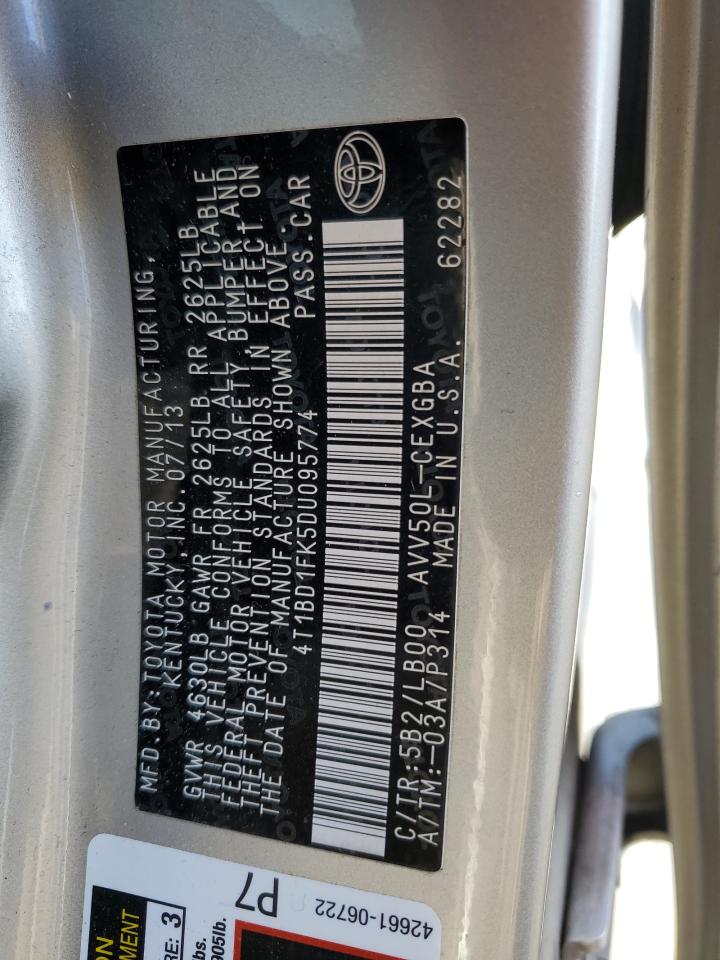 MFD BY:TOYOTA MOTOR MANUFACTURING,
KENTUCKY,INC. 07/13
GVWR 4630LB GAWR FR 2625LB RR 2625LB
THIS VEHICLE CONFORMS TO ALL APPLICABLE
FEDERAL MOTOR VEHICLE SAFETY, BUMPER AND
THEFT PREVENTION STANDARDS IN EFFECT ON
THE DATE OF MANUFACTURE SHOWN ABOVE.
4T1BD1FK5DU095774 PASS.CAR
C/TR:5B2/LB00 AVV50L-CEXGBA
A/TM:-03A/P314 MADE IN U.S.A. 62282
42661-06722
P7
3
905lb.